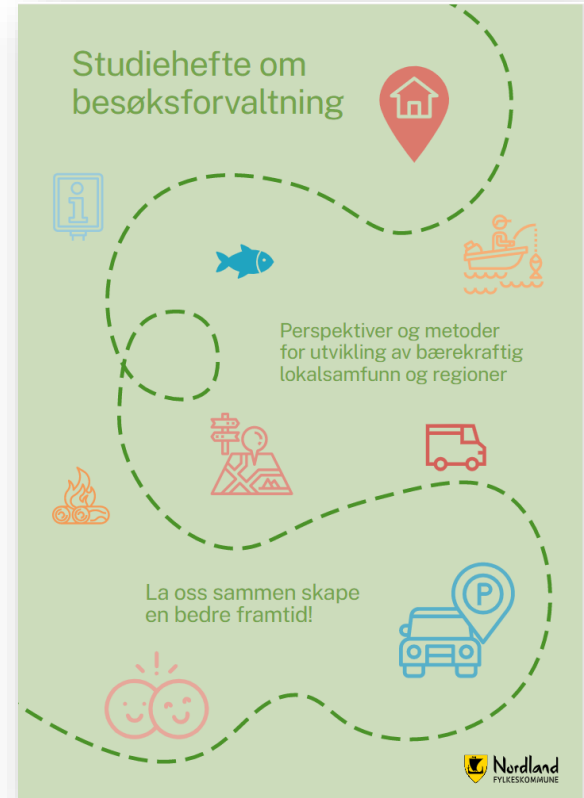 Studiehefte om
besøksforvaltning
i
Perspektiver og metoder
for utvikling av bærekraftig
lokalsamfunn og regioner
La oss sammen skape
en bedre framtid!
P
Nordland
FYLKESKOMMUNE